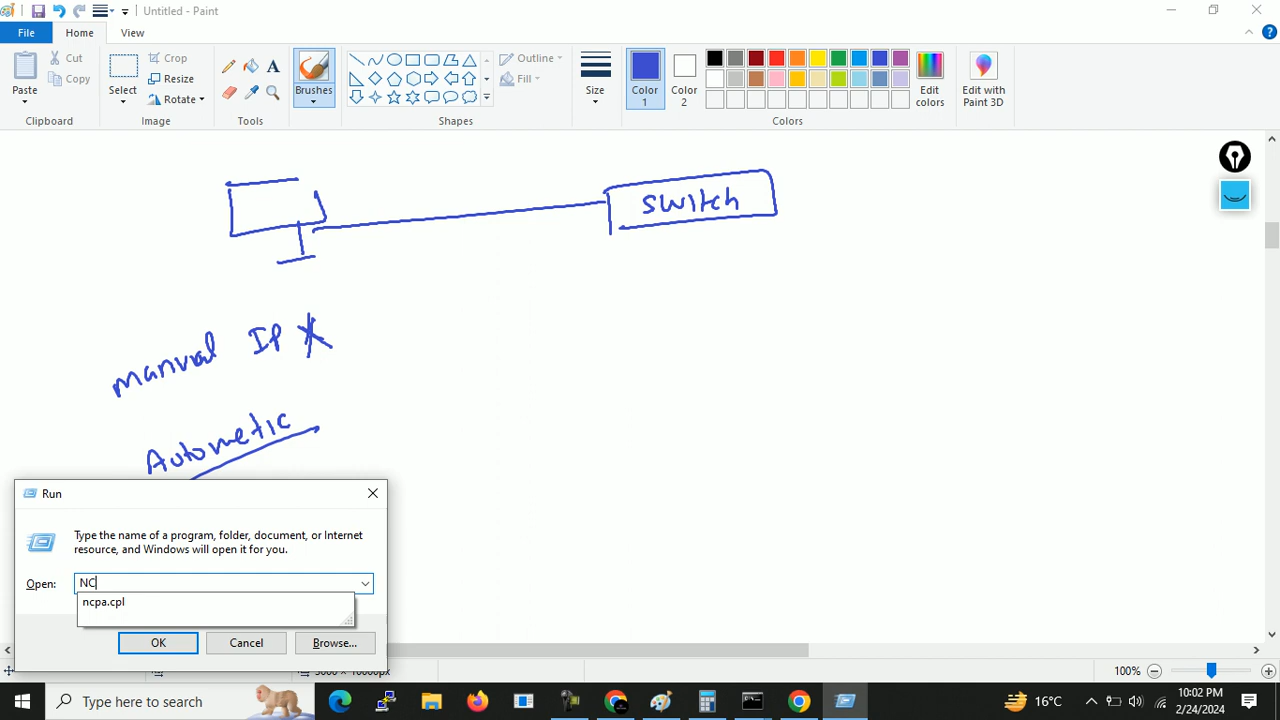 Untitled - Paint
File
Home
View
Paste
Cut
Copy
Clipboard
Select
Crop
Resize
Rotate
Image
Tools
Brushes
Shapes
Outline
Fill
Size
Color 1
Color 2
Colors
Edit colors
Edit with Paint 3D
switch
manual IP
Autometic
Run
Type the name of a program, folder, document, or Internet
resource, and Windows will open it for you.
Open:
NC
ncpa.cpl
OK
Cancel
Browse...
100%
Type here to search
16°C
10:02 PM
2/24/2024